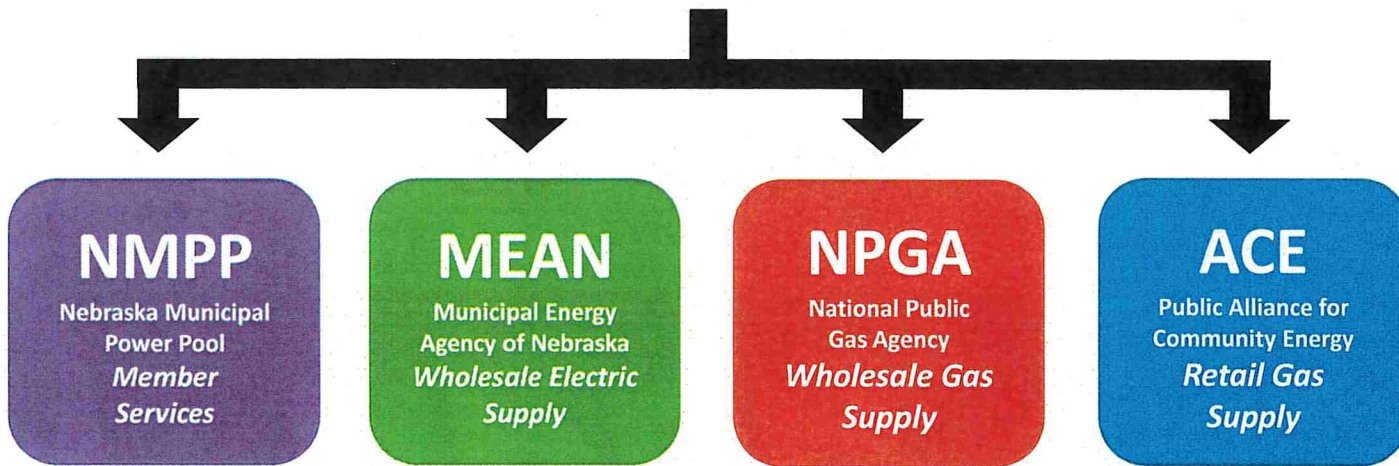 NMPP
Nebraska Municipal
Power Pool
Member
Services
MEAN
Municipal Energy
Agency of Nebraska
Wholesale Electric
Supply
NPGA
National Public
Gas Agency
Wholesale Gas
Supply
ACE
Public Alliance for
Community Energy
Retail Gas
Supply